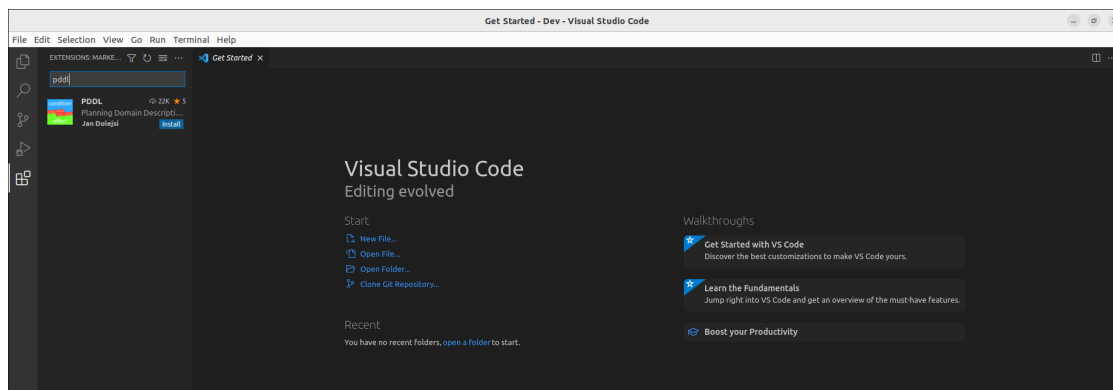 Get Started - Dev - Visual Studio Code
File Edit Selection View Go Run Terminal Help
EXTENSIONS: MARKE...
Get Started
pddl
PDDL 22K ★ 5
Planning Domain Descripti...
Jan Dolejsi Install
Visual Studio Code
Editing evolved
Start
New File...
Open File...
Open Folder...
Clone Git Repository...
Recent
You have no recent folders, open a folder to start.
Walkthroughs
Get Started with VS Code
Discover the best customizations to make VS Code yours.
Learn the Fundamentals
Jump right into VS Code and get an overview of the must-have features.
Boost your Productivity